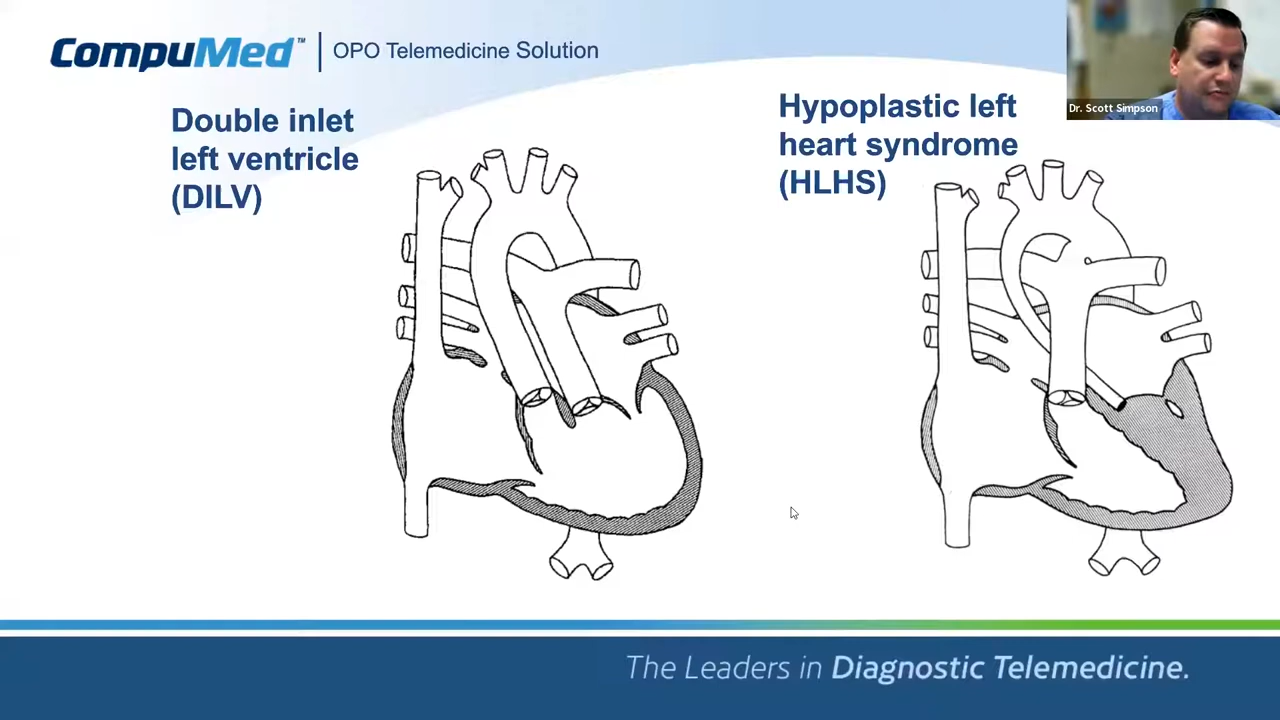 CompuMed™ | OPO Telemedicine Solution
Dr. Scott Simpson
Double inlet
left ventricle
(DILV)
Hypoplastic left
heart syndrome
(HLHS)
The Leaders in Diagnostic Telemedicine.